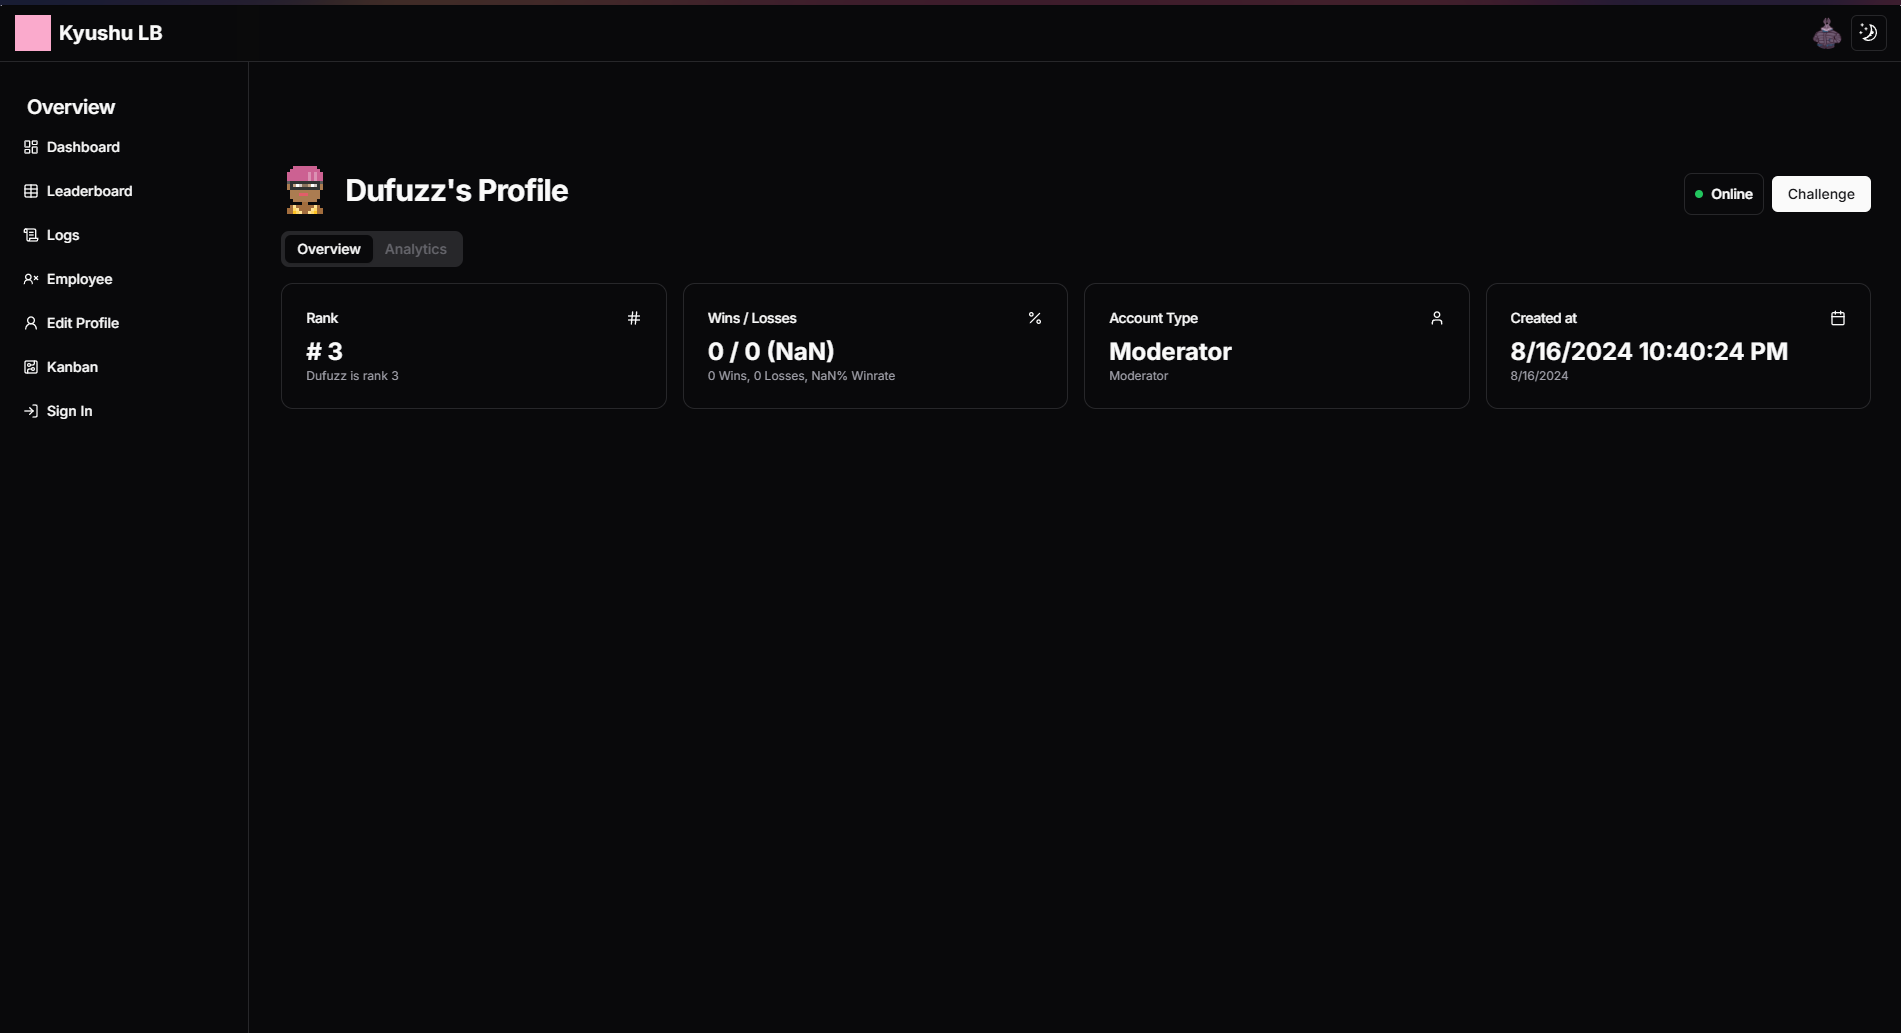 Kyushu LB
Overview
Dashboard
Leaderboard
Logs
Employee
Edit Profile
Kanban
Sign In
Dufuzz's Profile
Online
Challenge
Overview
Analytics
Rank
# 3
Dufuzz is rank 3
Wins / Losses
0 / 0 (NaN)
0 Wins, 0 Losses, NaN% Winrate
Account Type
Moderator
Moderator
Created at
8/16/2024 10:40:24 PM
8/16/2024